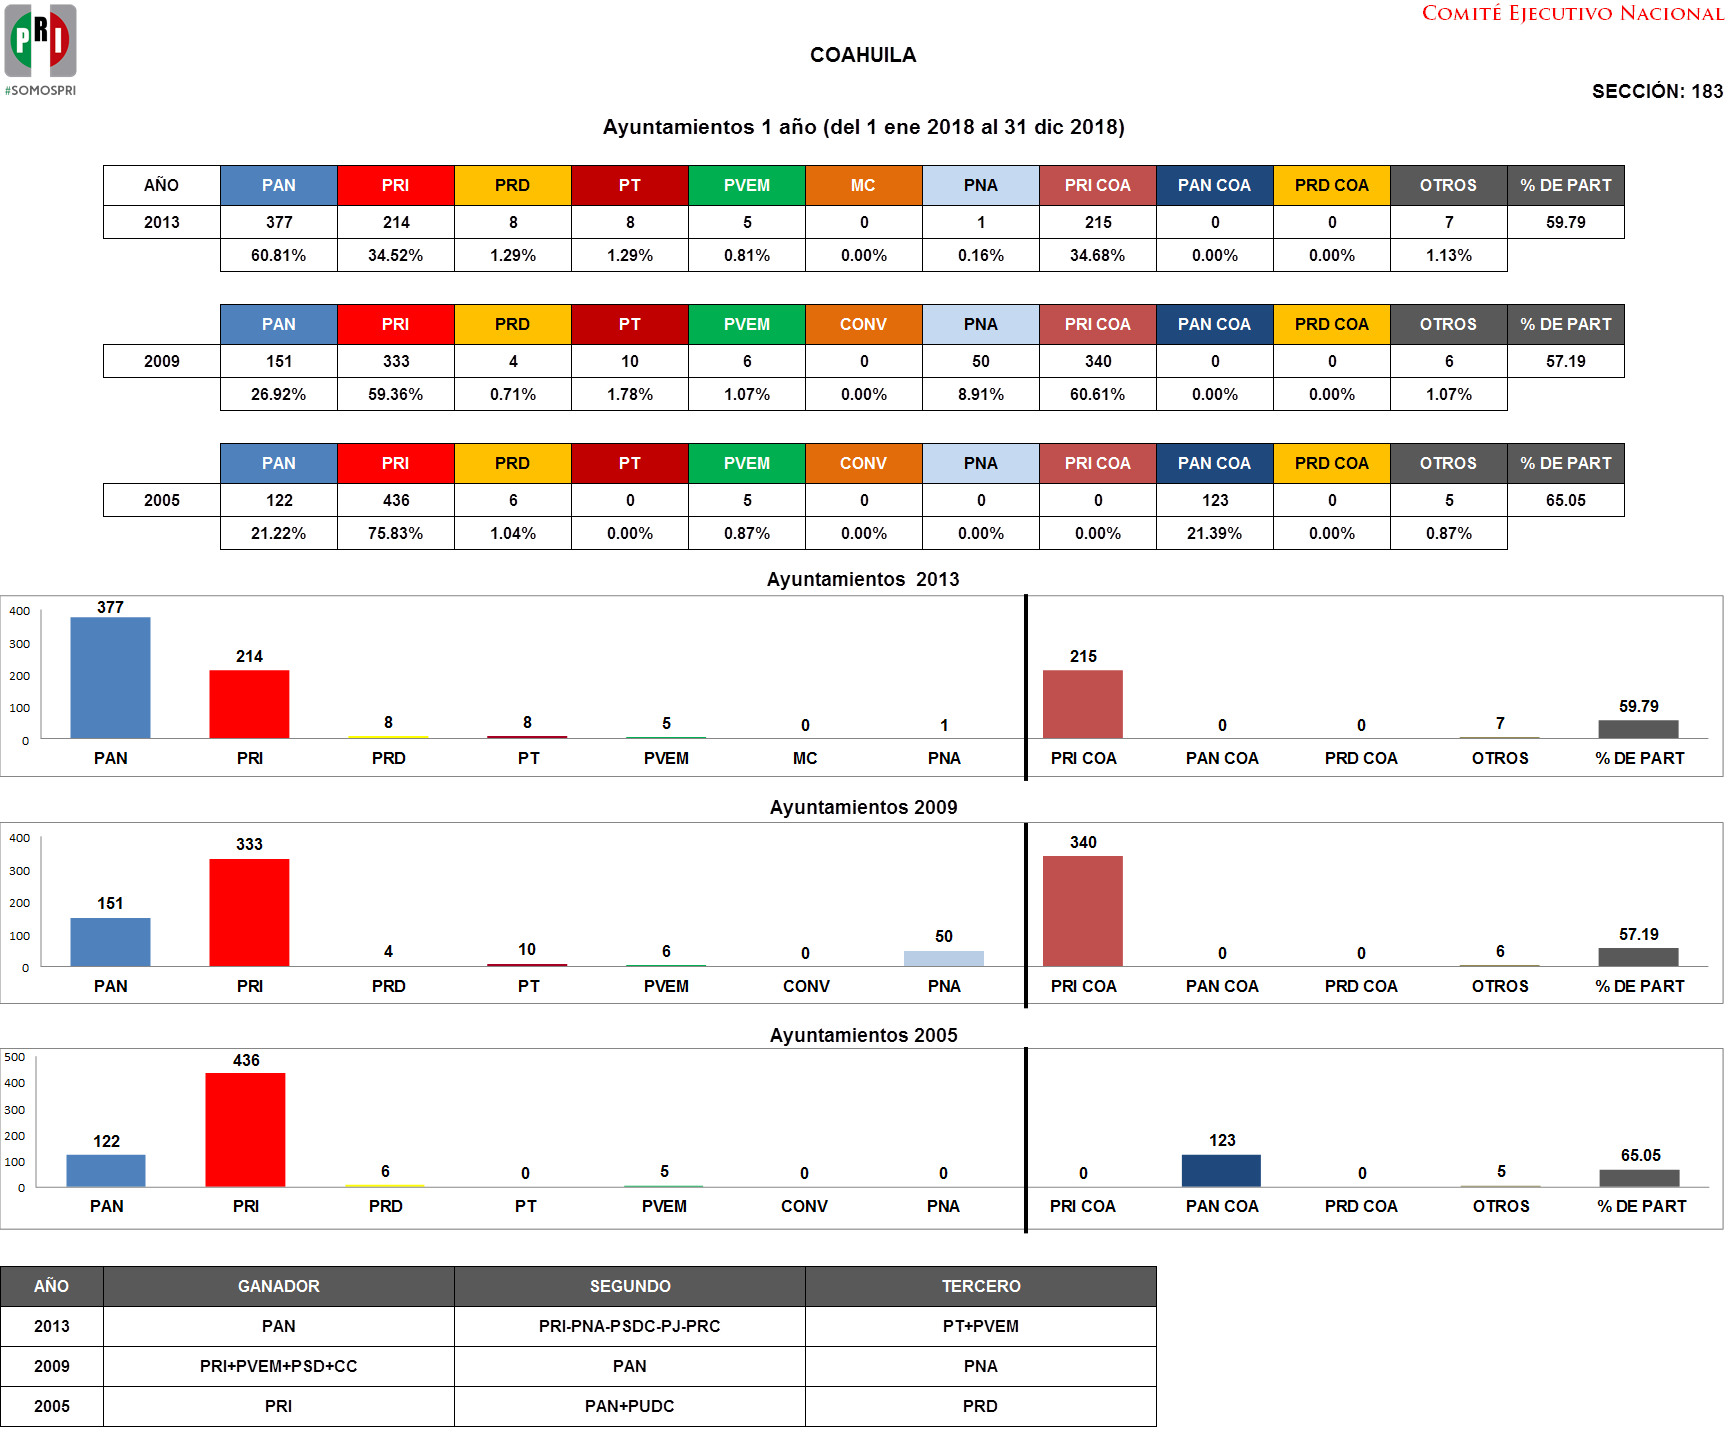 PRI
#SOMOSPRI
COMITÉ EJECUTIVO NACIONAL
COAHUILA
SECCIÓN: 183
Ayuntamientos 1 año (del 1 ene 2018 al 31 dic 2018)
AÑO PAN PRI PRD PT PVEM MC PNA PRI COA PAN COA PRD COA OTROS % DE PART
2013 377 214 8 8 5 0 1 215 0 0 7 59.79
60.81% 34.52% 1.29% 1.29% 0.81% 0.00% 0.16% 34.68% 0.00% 0.00% 1.13%
PAN PRI PRD PT PVEM CONV PNA PRI COA PAN COA PRD COA OTROS % DE PART
2009 151 333 4 10 6 0 50 340 0 0 6 57.19
26.92% 59.36% 0.71% 1.78% 1.07% 0.00% 8.91% 60.61% 0.00% 0.00% 1.07%
PAN PRI PRD PT PVEM CONV PNA PRI COA PAN COA PRD COA OTROS % DE PART
2005 122 436 6 0 5 0 0 0 123 0 5 65.05
21.22% 75.83% 1.04% 0.00% 0.87% 0.00% 0.00% 0.00% 21.39% 0.00% 0.87%
Ayuntamientos 2013
400
300
200
100
0
377 214 8 8 5 0 1 215 0 0 7 59.79
PAN PRI PRD PT PVEM MC PNA PRI COA PAN COA PRD COA OTROS % DE PART
Ayuntamientos 2009
400
300
200
100
0
151 333 4 10 6 0 50 340 0 0 6 57.19
PAN PRI PRD PT PVEM CONV PNA PRI COA PAN COA PRD COA OTROS % DE PART
Ayuntamientos 2005
500
400
300
200
100
0
122 436 6 0 5 0 0 0 123 0 5 65.05
PAN PRI PRD PT PVEM CONV PNA PRI COA PAN COA PRD COA OTROS % DE PART
AÑO GANADOR SEGUNDO TERCERO
2013 PAN PRI-PNA-PSDC-PJ-PRC PT+PVEM
2009 PRI+PVEM+PSD+CC PAN PNA
2005 PRI PAN+PUDC PRD